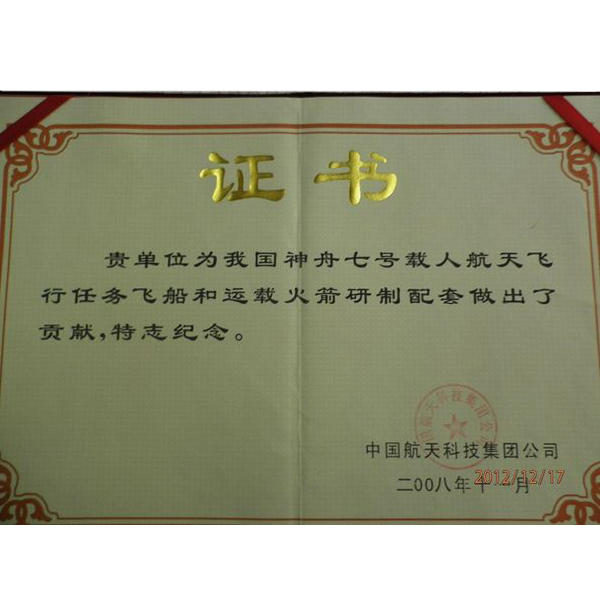 证书
贵单位为我国神舟七号载人航天飞
行任务飞船和运载火箭研制配套做出了
贡献,特志纪念。
中国航天科技集团公司
二00八年十一月
2012/12/17